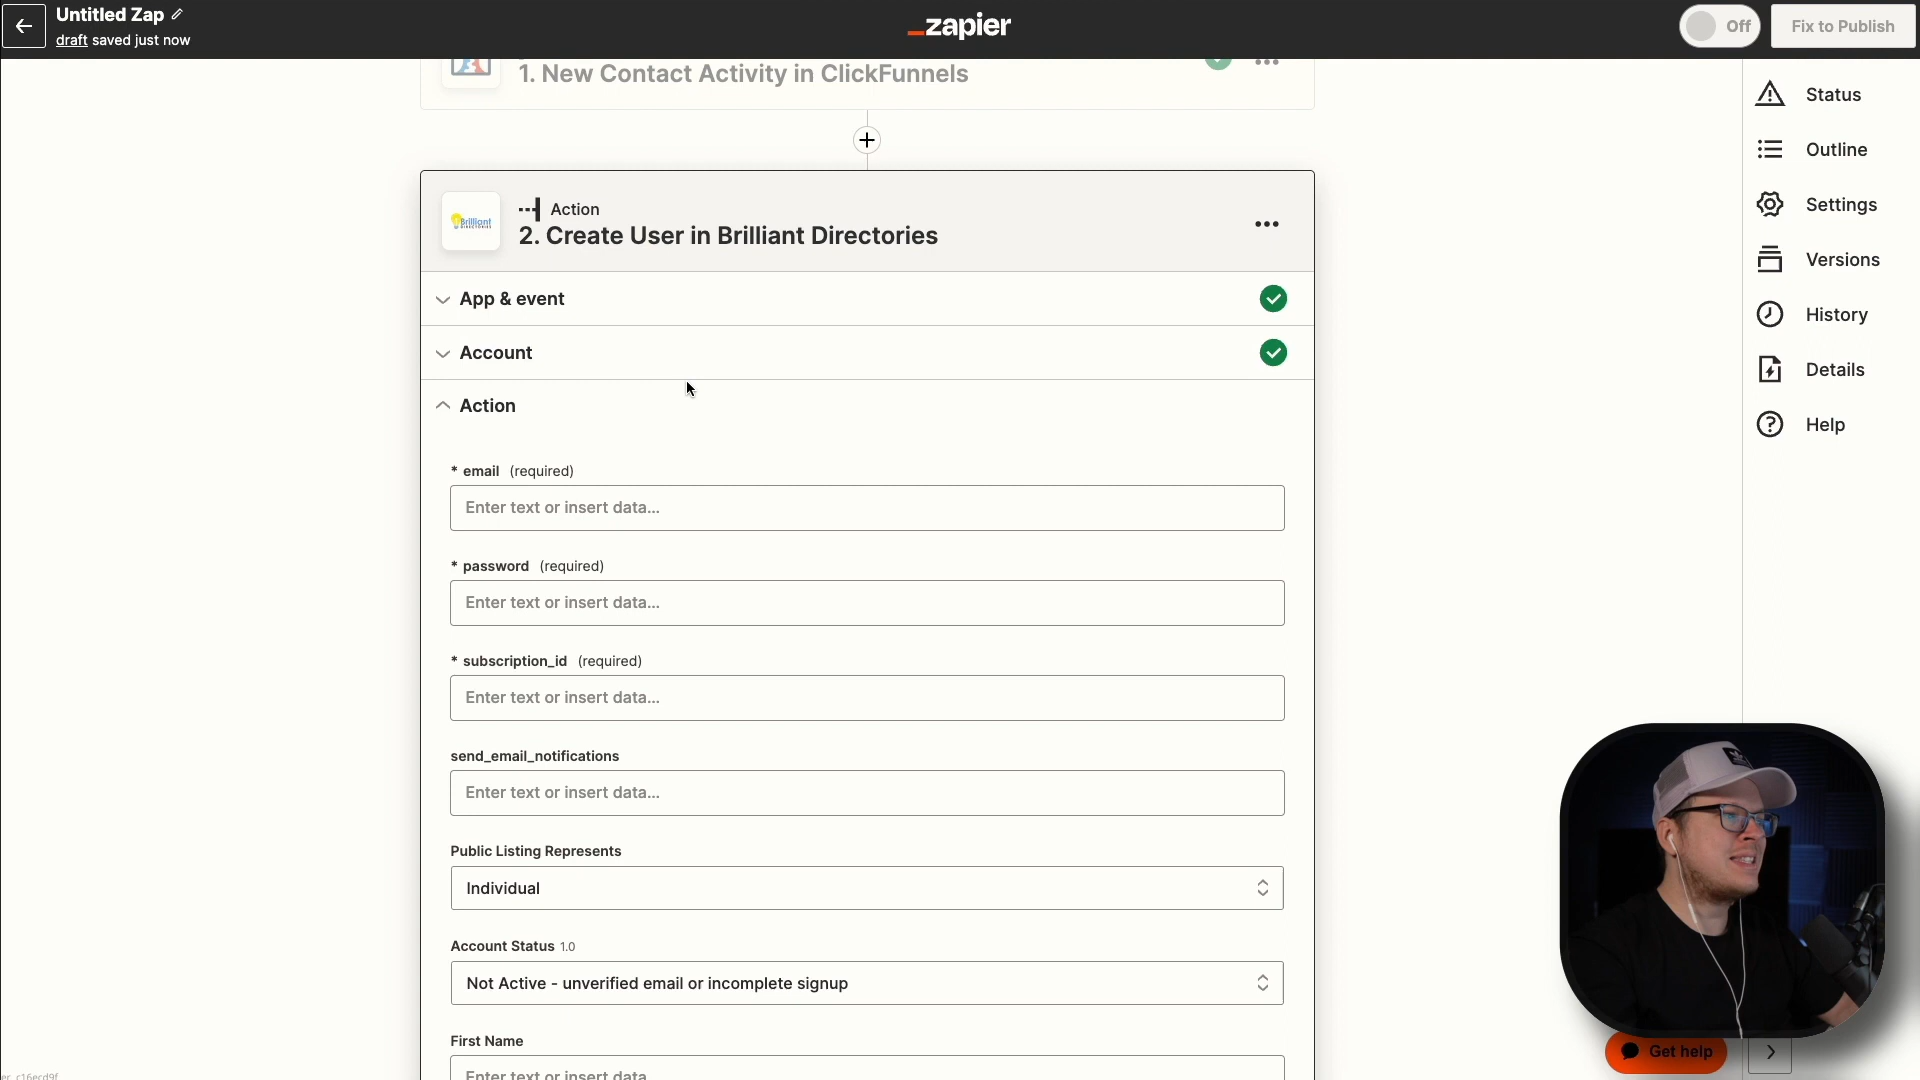 Untitled Zap
draft saved just now
zapier
Off
Fix to Publish
1. New Contact Activity in ClickFunnels
Status
Outline
Settings
Versions
History
Details
Help
Brilliant
DIRECTORIES
Action
2. Create User in Brilliant Directories
App & event
Account
Action
* email (required)
Enter text or insert data...
* password (required)
Enter text or insert data...
* subscription_id (required)
Enter text or insert data...
send_email_notifications
Enter text or insert data...
Public Listing Represents
Individual
Account Status 1.0
Not Active - unverified email or incomplete signup
First Name
Enter text or insert data
Get help
er_c16ecd9f